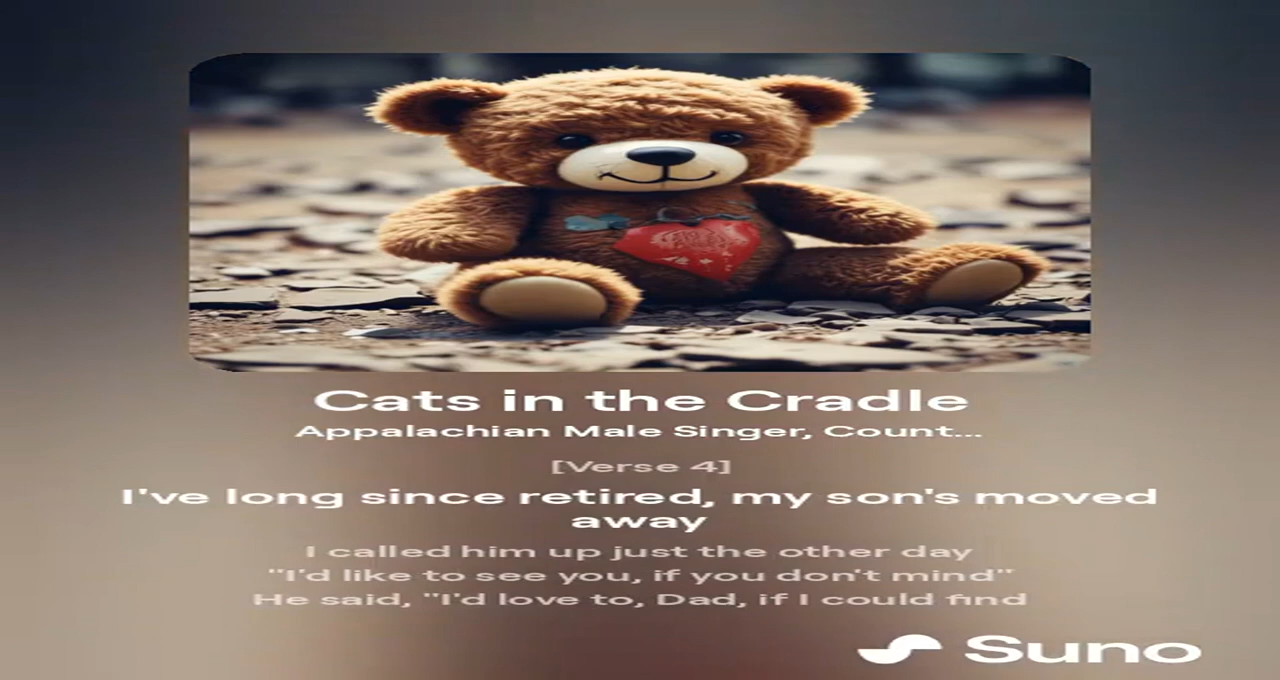 Cats in the Cradle
Appalachian Male Singer, Count...
[Verse 4]
I've long since retired, my son's moved
away
I called him up just the other day
"I'd like to see you, if you don't mind"
He said, "I'd love to, Dad, if I could find
Suno